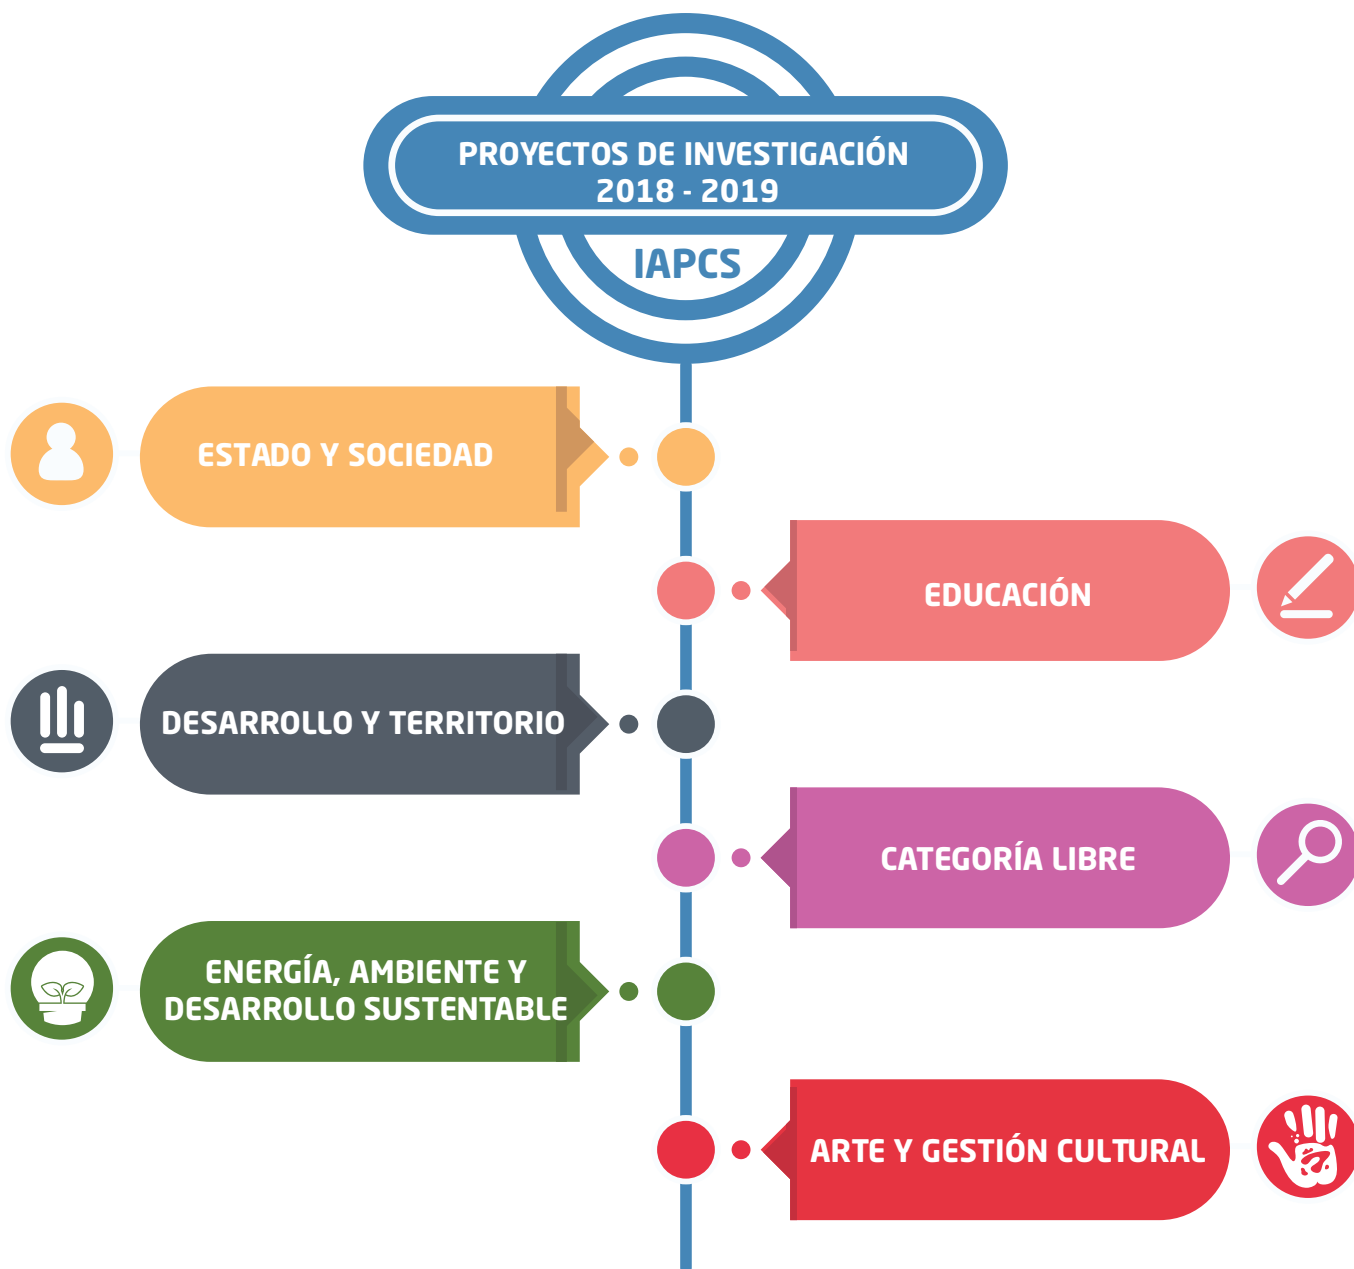 PROYECTOS DE INVESTIGACIÓN
2018 - 2019
IAPCS
ESTADO Y SOCIEDAD
EDUCACIÓN
DESARROLLO Y TERRITORIO
CATEGORÍA LIBRE
ENERGÍA, AMBIENTE Y
DESARROLLO SUSTENTABLE
ARTE Y GESTIÓN CULTURAL